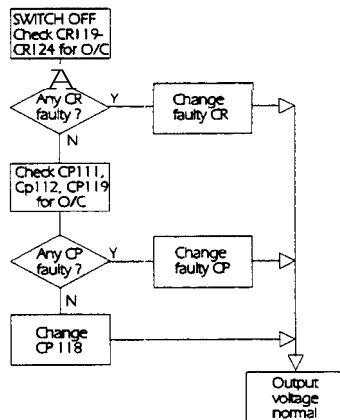 SWITCH OFF
Check CR119-
CR124 for O/C
Any CR
faulty ?
Y
Change
faulty CR
N
Check CP111,
Cp112, CP119
for O/C
Any CP
faulty ?
Y
Change
faulty CP
N
Change
CP 118
Output
voltage
normal